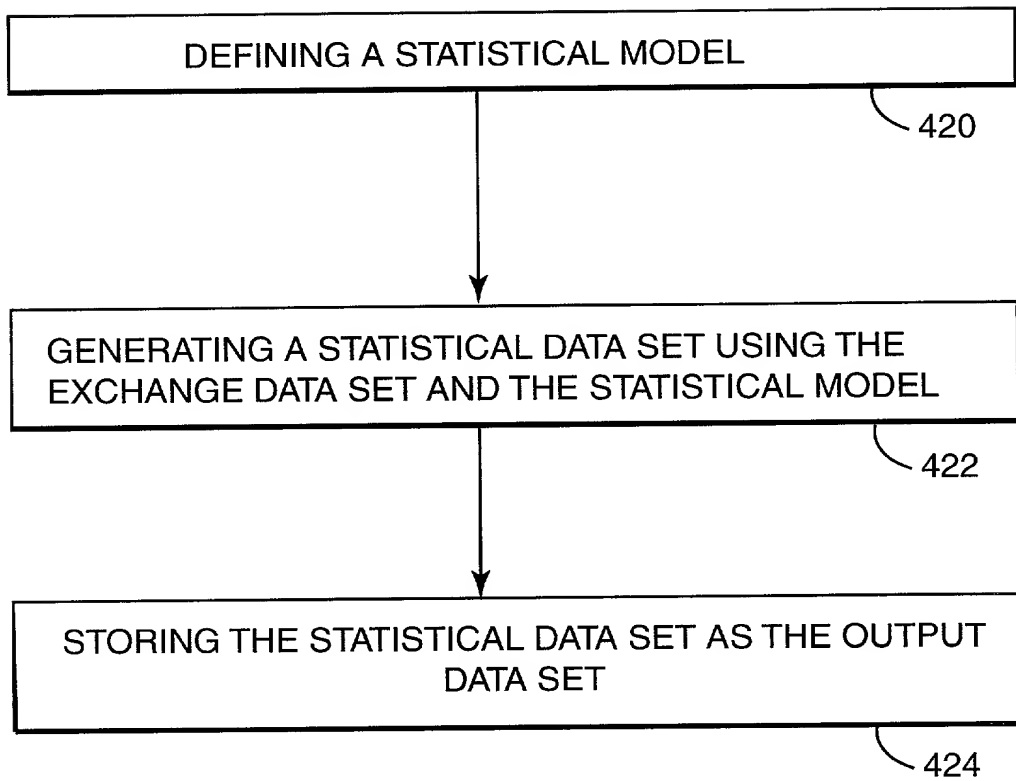 DEFINING A STATISTICAL MODEL
420
GENERATING A STATISTICAL DATA SET USING THE
EXCHANGE DATA SET AND THE STATISTICAL MODEL
422
STORING THE STATISTICAL DATA SET AS THE OUTPUT
DATA SET
424